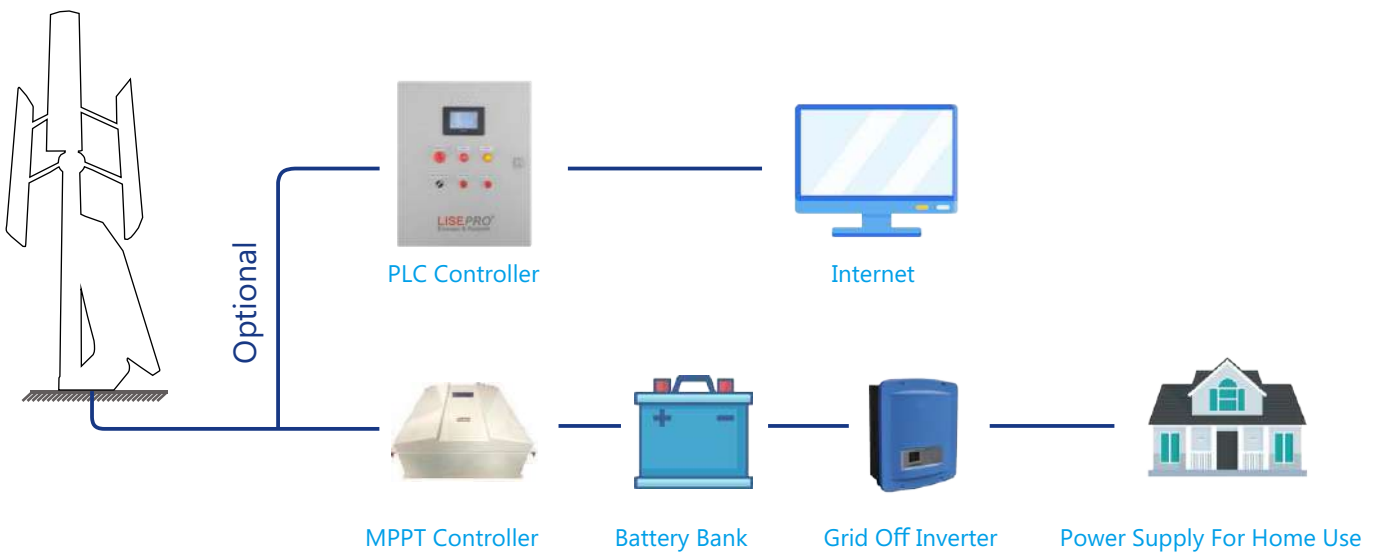 LISEPRO®
Optional
PLC Controller
Internet
MPPT Controller
Battery Bank
Grid Off Inverter
Power Supply For Home Use